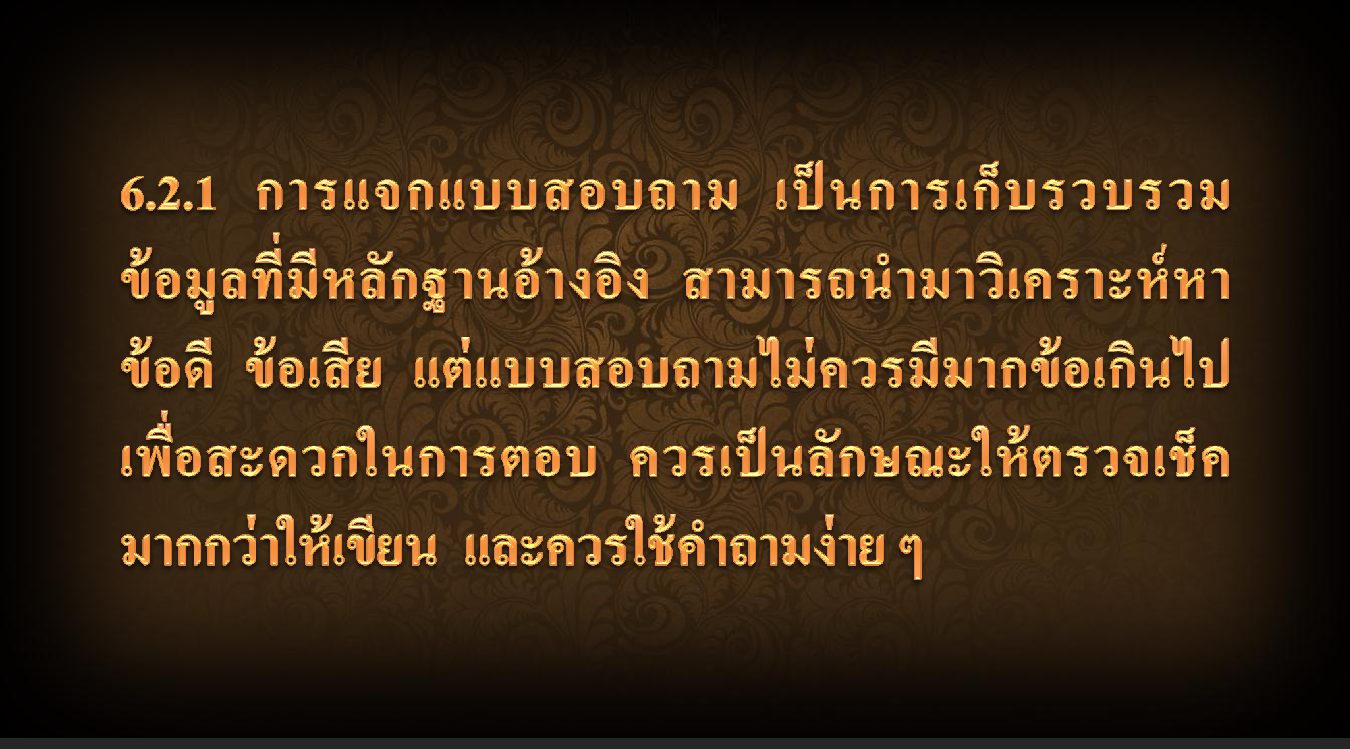 6.2.1 การแจกแบบสอบถาม เป็นการเก็บรวบรวม
ข้อมูลที่มีหลักฐานอ้างอิง สามารถนำมาวิเคราะห์หา
ข้อดี ข้อเสีย แต่แบบสอบถามไม่ควรมีมากข้อเกินไป
เพื่อสะดวกในการตอบ ควรเป็นลักษณะให้ตรวจเช็ค
มากกว่าให้เขียน และควรใช้คำถามง่าย ๆ